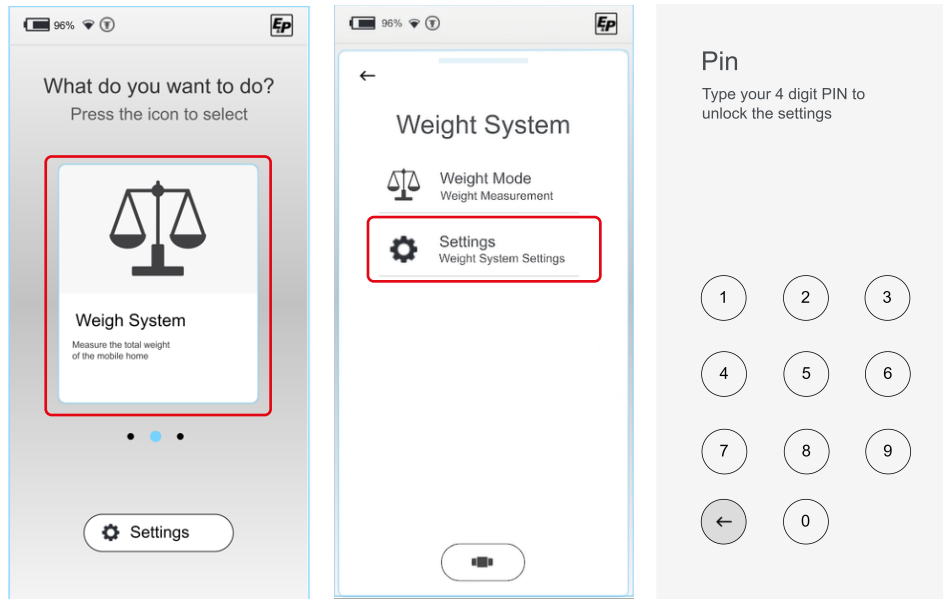 96%
EP
What do you want to do?
Press the icon to select
Weigh System
Measure the total weight
of the mobile home
Settings
96%
EP
Weight System
Weight Mode
Weight Measurement
Settings
Weight System Settings
Pin
Type your 4 digit PIN to
unlock the settings
1 2 3
4 5 6
7 8 9
0